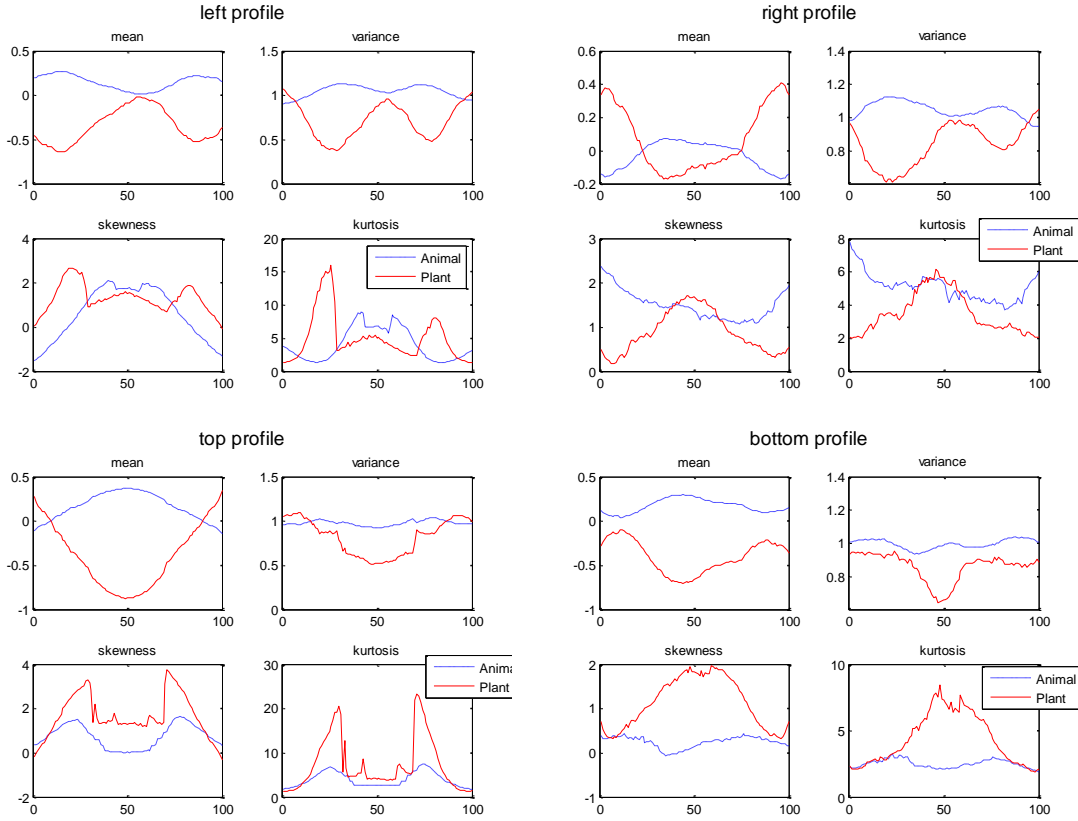 left profile
right profile
mean
variance
mean
variance
0.5
0
-0.5
-1
0 50 100
1.5
1
0.5
0
0 50 100
0.6
0.4
0.2
0
-0.2
0 50 100
1.4
1.2
1
0.8
0 50 100
skewness
kurtosis
skewness
kurtosis
4
2
0
-2
0 50 100
20
15
10
5
0
0 50 100
Animal
Plant
3
2
1
0
0 50 100
8
6
4
2
0
0 50 100
Animal
Plant
top profile
bottom profile
mean
variance
mean
variance
0.5
0
-0.5
-1
0 50 100
1.5
1
0.5
0
0 50 100
0.5
0
-0.5
-1
0 50 100
1.4
1.2
1
0.8
0 50 100
skewness
kurtosis
skewness
kurtosis
4
2
0
-2
0 50 100
30
20
10
0
0 50 100
Anima
Plant
2
1
0
-1
0 50 100
10
5
0
0 50 100
Animal
Plant